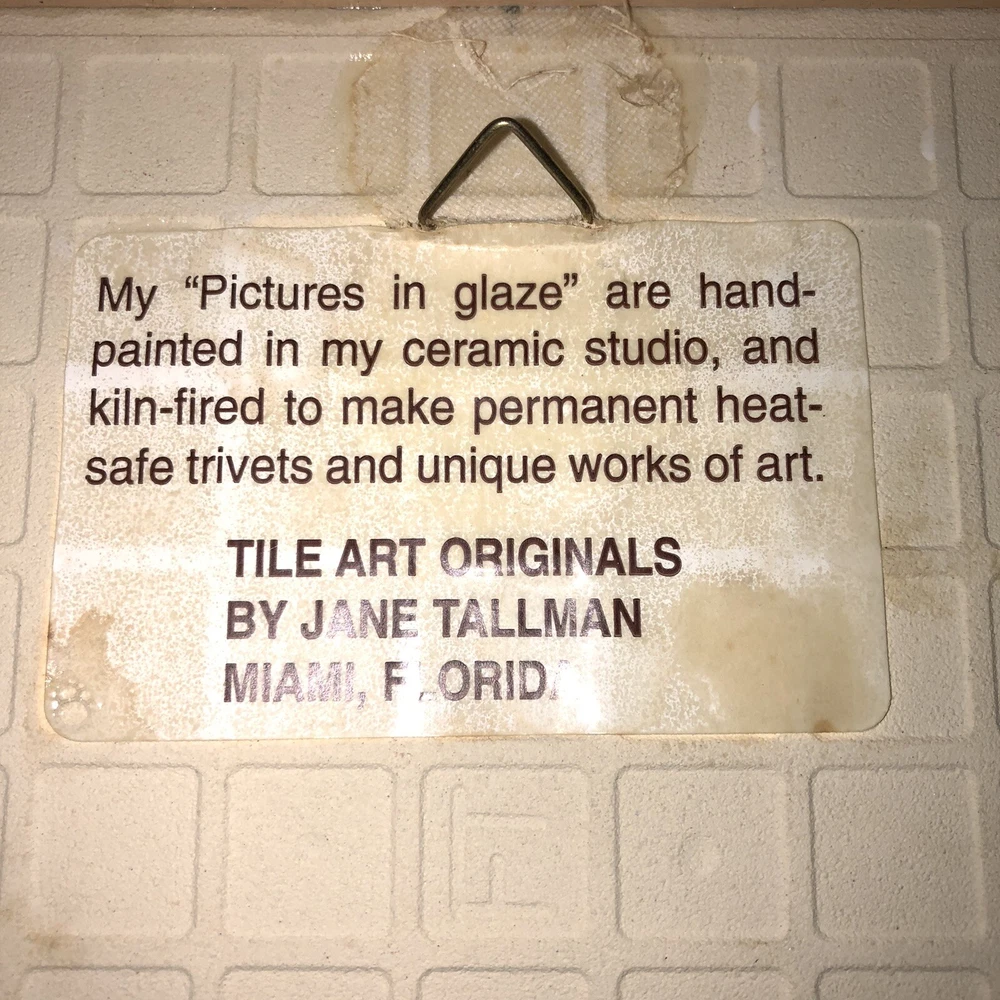 My “Pictures in glaze” are hand-
painted in my ceramic studio, and
kiln-fired to make permanent heat-
safe trivets and unique works of art.
TILE ART ORIGINALS
BY JANE TALLMAN
MIAMI, FLORIDA